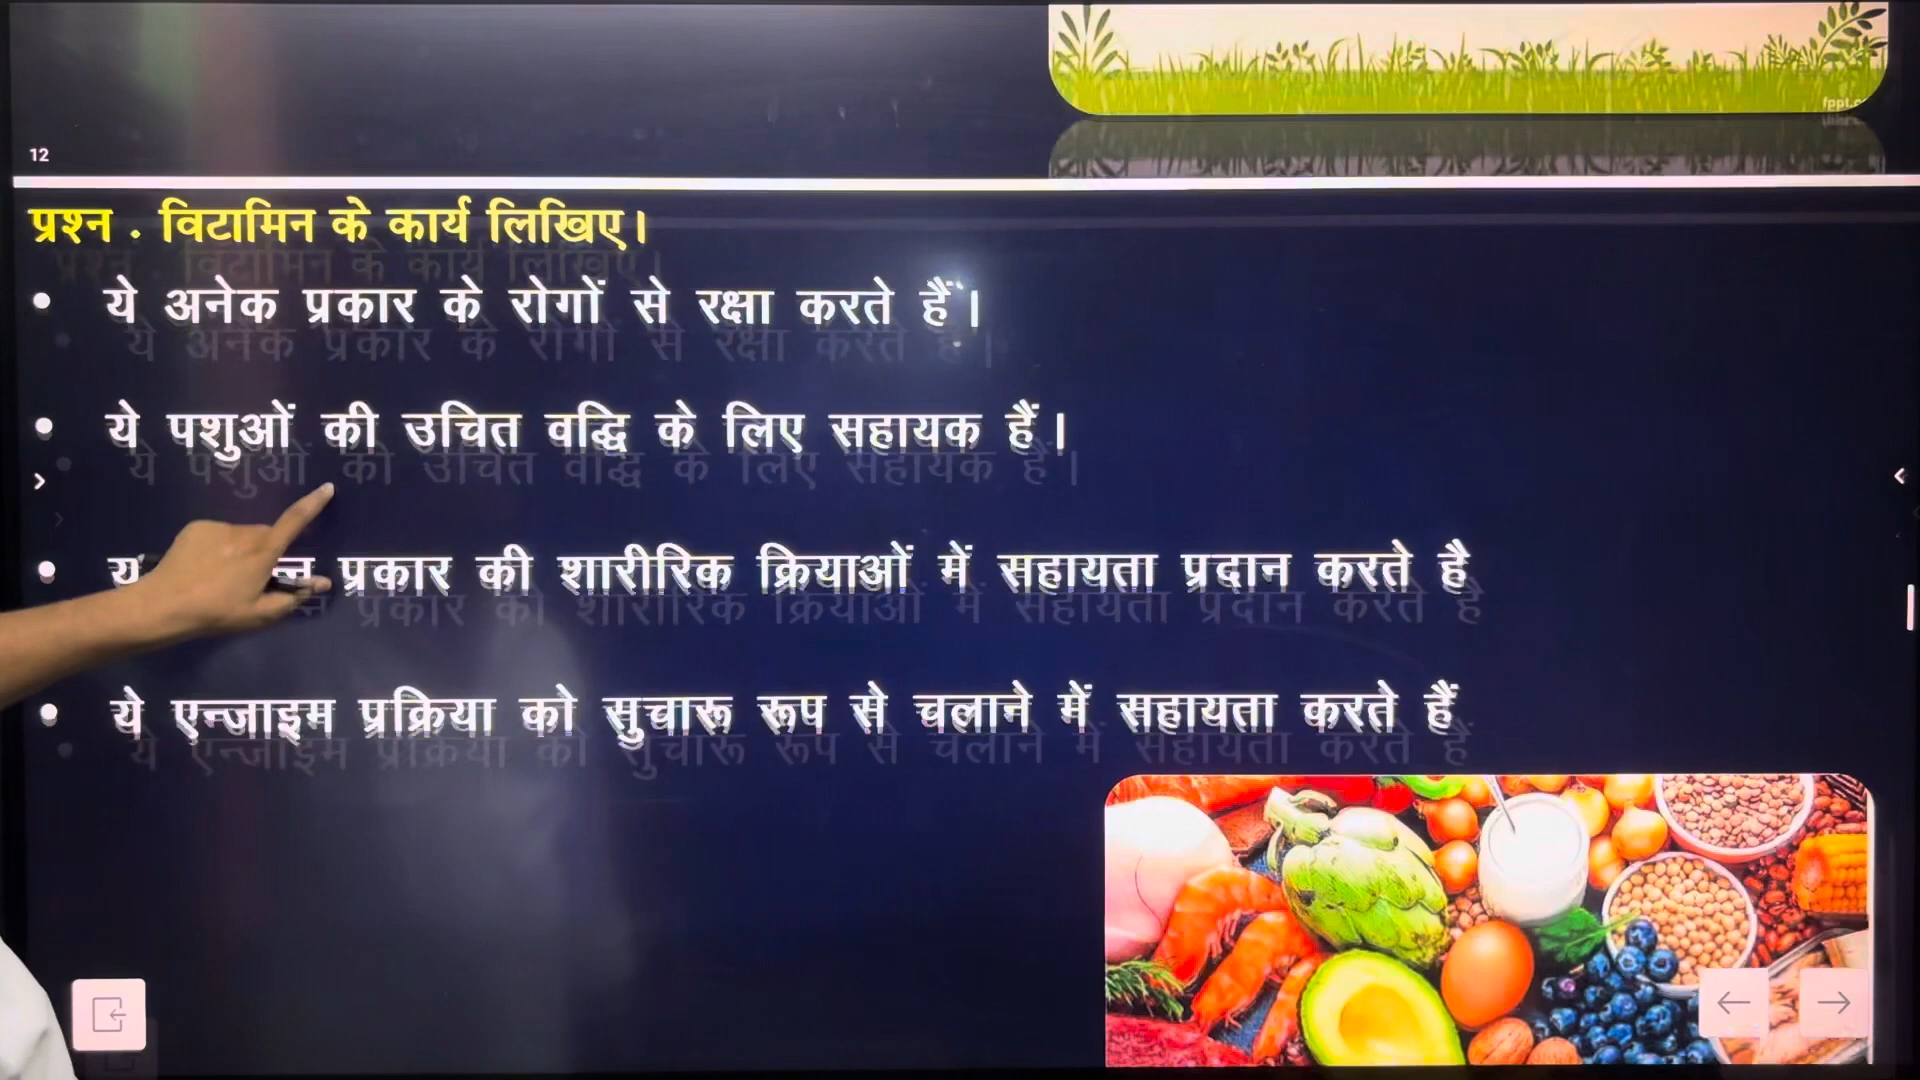 12
प्रश्न . विटामिन के कार्य लिखिए।
• ये अनेक प्रकार के रोगों से रक्षा करते हैं।
• ये पशुओं की उचित वद्धि के लिए सहायक हैं।
• प्रकार की शारीरिक क्रियाओं में सहायता प्रदान करते है
• ये एन्जाइम प्रक्रिया को सुचारू रूप से चलाने में सहायता करते हैं